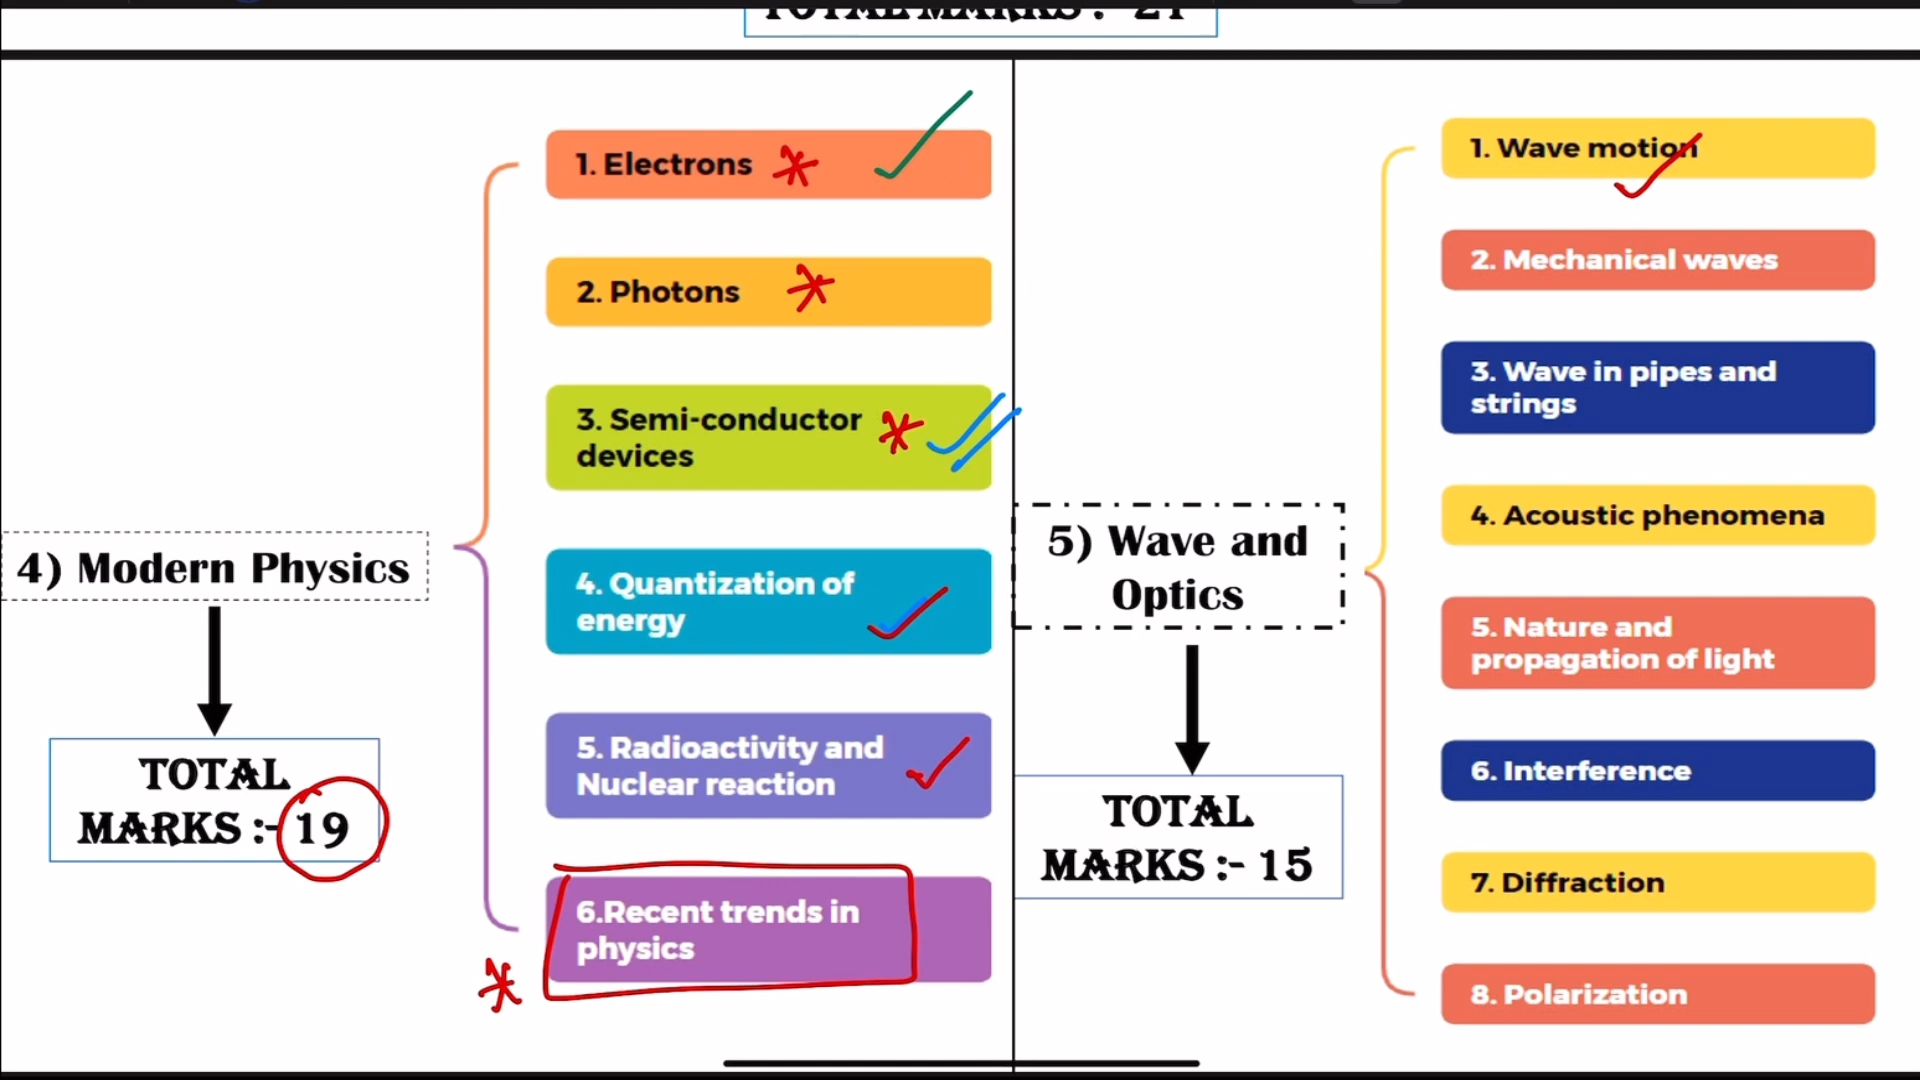 TOTAL MARKS :- 21
4) Modern Physics
TOTAL
MARKS :- 19
1. Electrons
2. Photons
3. Semi-conductor
devices
4. Quantization of
energy
5. Radioactivity and
Nuclear reaction
6.Recent trends in
physics
5) Wave and
Optics
TOTAL
MARKS :- 15
1. Wave motion
2. Mechanical waves
3. Wave in pipes and
strings
4. Acoustic phenomena
5. Nature and
propagation of light
6. Interference
7. Diffraction
8. Polarization